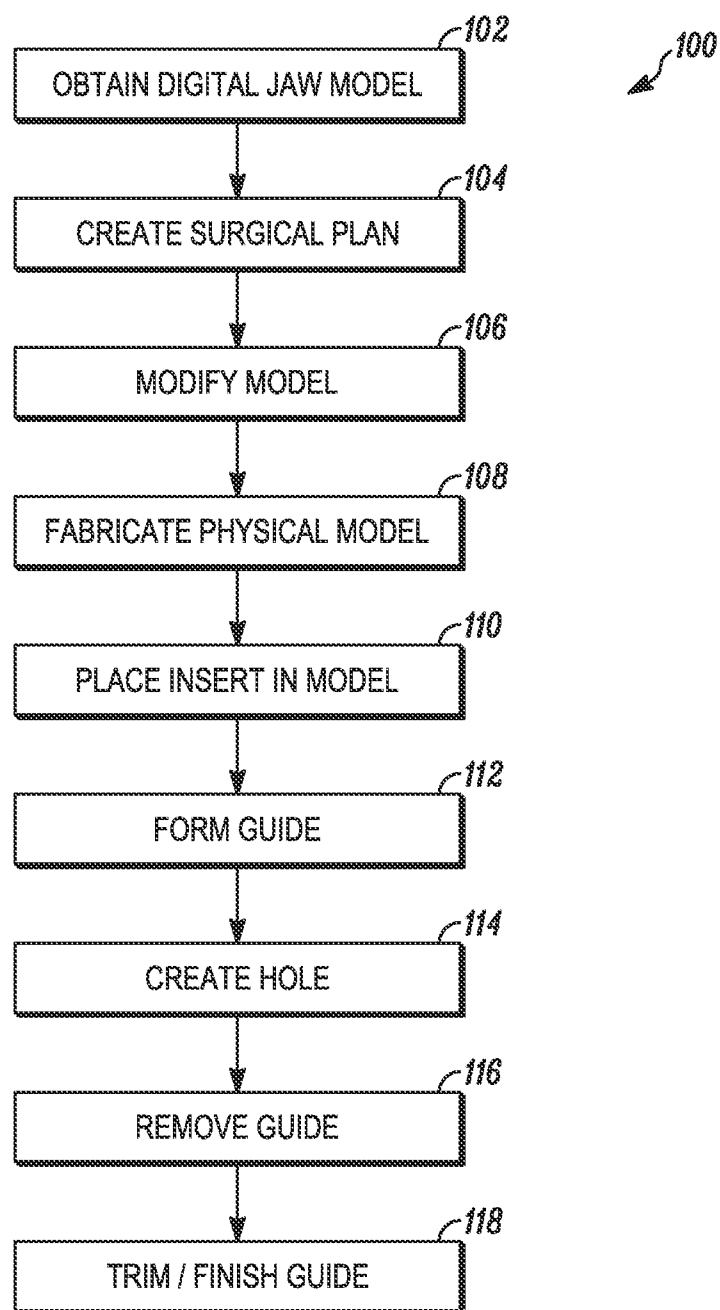 102
100
OBTAIN DIGITAL JAW MODEL
104
CREATE SURGICAL PLAN
106
MODIFY MODEL
108
FABRICATE PHYSICAL MODEL
110
PLACE INSERT IN MODEL
112
FORM GUIDE
114
CREATE HOLE
116
REMOVE GUIDE
118
TRIM / FINISH GUIDE